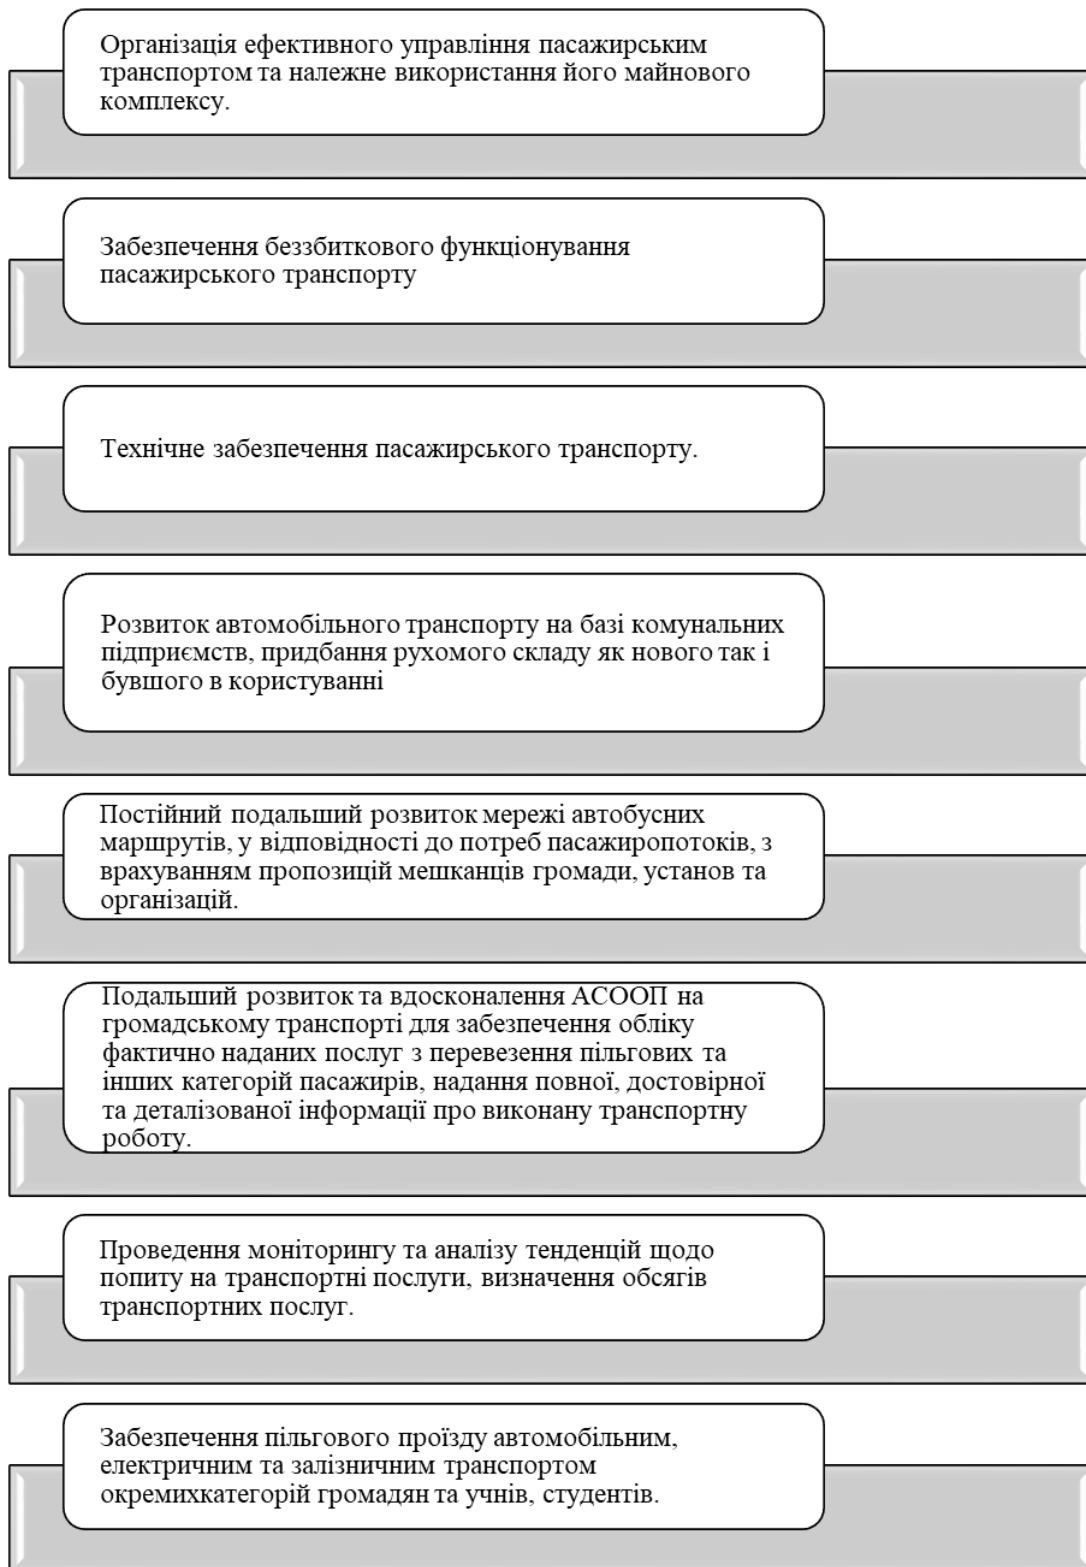 Організація ефективного управління пасажирським
транспортом та належне використання його майнового
комплексу.
Забезпечення беззбиткового функціонування
пасажирського транспорту
Технічне забезпечення пасажирського транспорту.
Розвиток автомобільного транспорту на базі комунальних
підприємств, придбання рухомого складу як нового так і
бувшого в користуванні
Постійний подальший розвиток мережі автобусних
маршрутів, у відповідності до потреб пасажиропотоків, з
врахуванням пропозицій мешканців громади, установ та
організацій.
Подальший розвиток та вдосконалення АСООП на
громадському транспорті для забезпечення обліку
фактично наданих послуг з перевезення пільгових та
інших категорій пасажирів, надання повної, достовірної
та деталізованої інформації про виконану транспортну
роботу.
Проведення моніторингу та аналізу тенденцій щодо
попиту на транспортні послуги, визначення обсягів
транспортних послуг.
Забезпечення пільгового проїзду автомобільним,
електричним та залізничним транспортом
окремихкатегорій громадян та учнів, студентів.